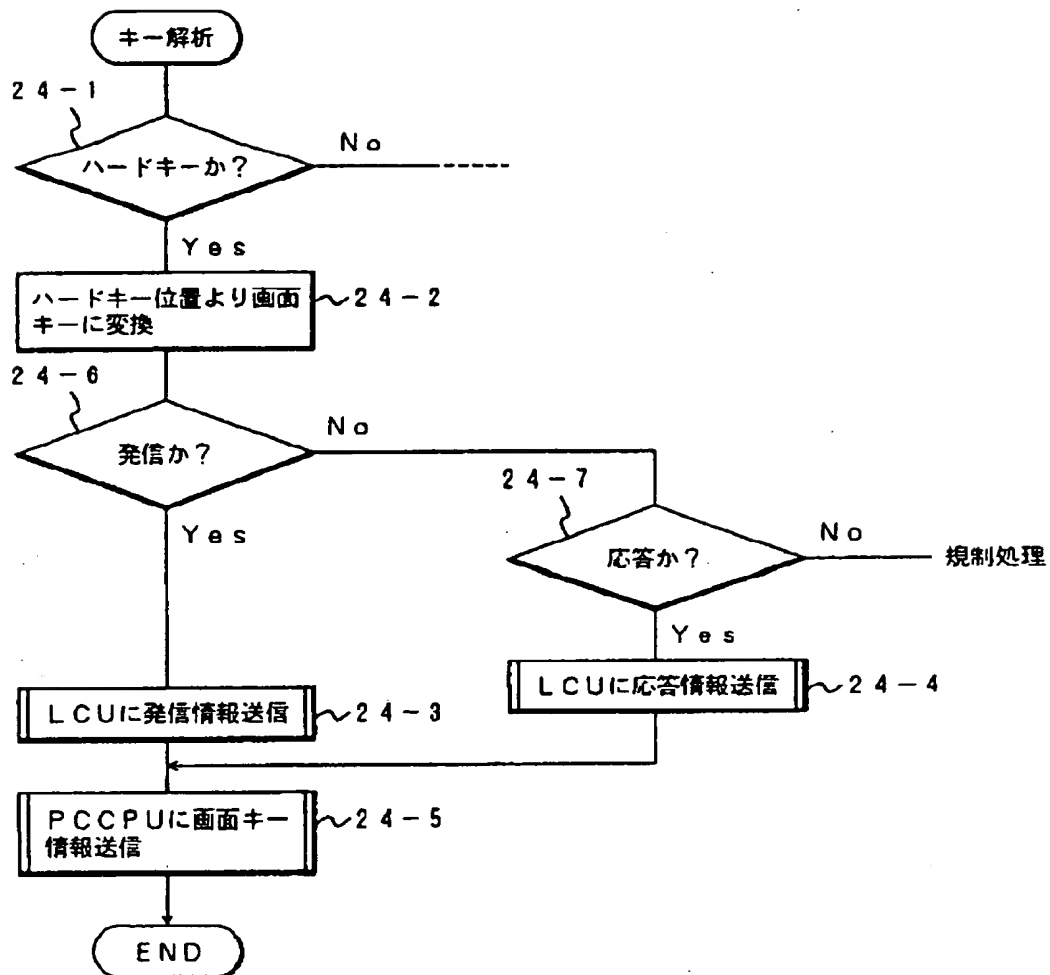 キー解析
24-1
ハードキーか?
No
Yes
ハードキー位置より画面
キーに変換
24-2
24-6
発信か?
No
Yes
24-7
応答か?
No
規制処理
Yes
LCUに応答情報送信
24-4
LCUに発信情報送信
24-3
PCCPUに画面キー
情報送信
24-5
END